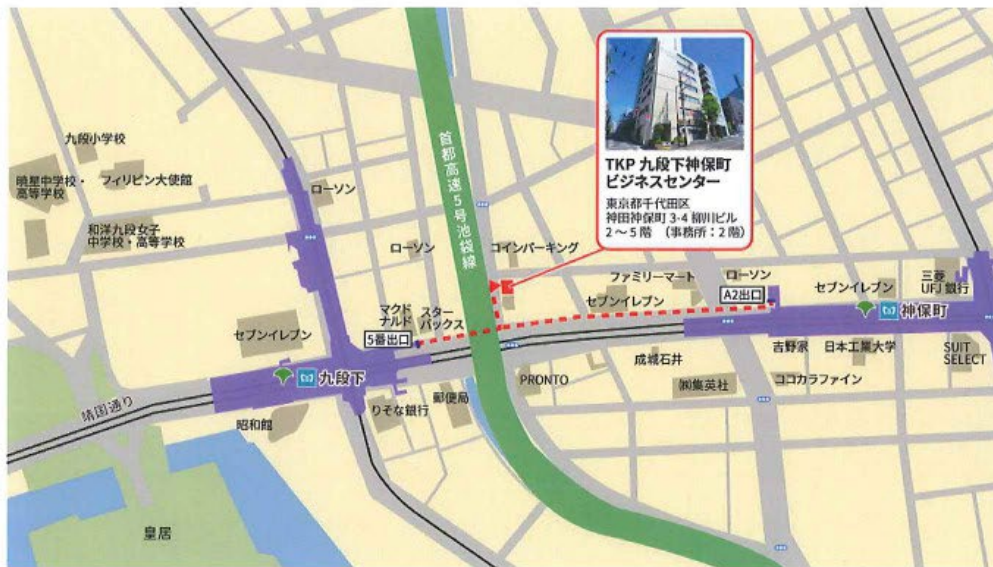 TKP 九段下神保町
ビジネスセンター
東京都千代田区
神田神保町 3-4 柳川ビル
2～5階 （事務所：2階）
九段小学校
暁星中学校・
高等学校
フィリピン大使館
和洋九段女子
中学校・高等学校
ローソン
首都高速5号池袋線
ローソン
コインパーキング
ファミリーマート
ローソン
三菱
UFJ 銀行
セブンイレブン
セブンイレブン
A2出口
神保町
マクド
ナルド
スター
バックス
セブンイレブン
5番出口
九段下
成城石井
吉野家
日本工業大学
SUIT
SELECT
PRONTO
㈱集英社
ココカラファイン
靖国通り
昭和館
りそな銀行
郵便局
皇居